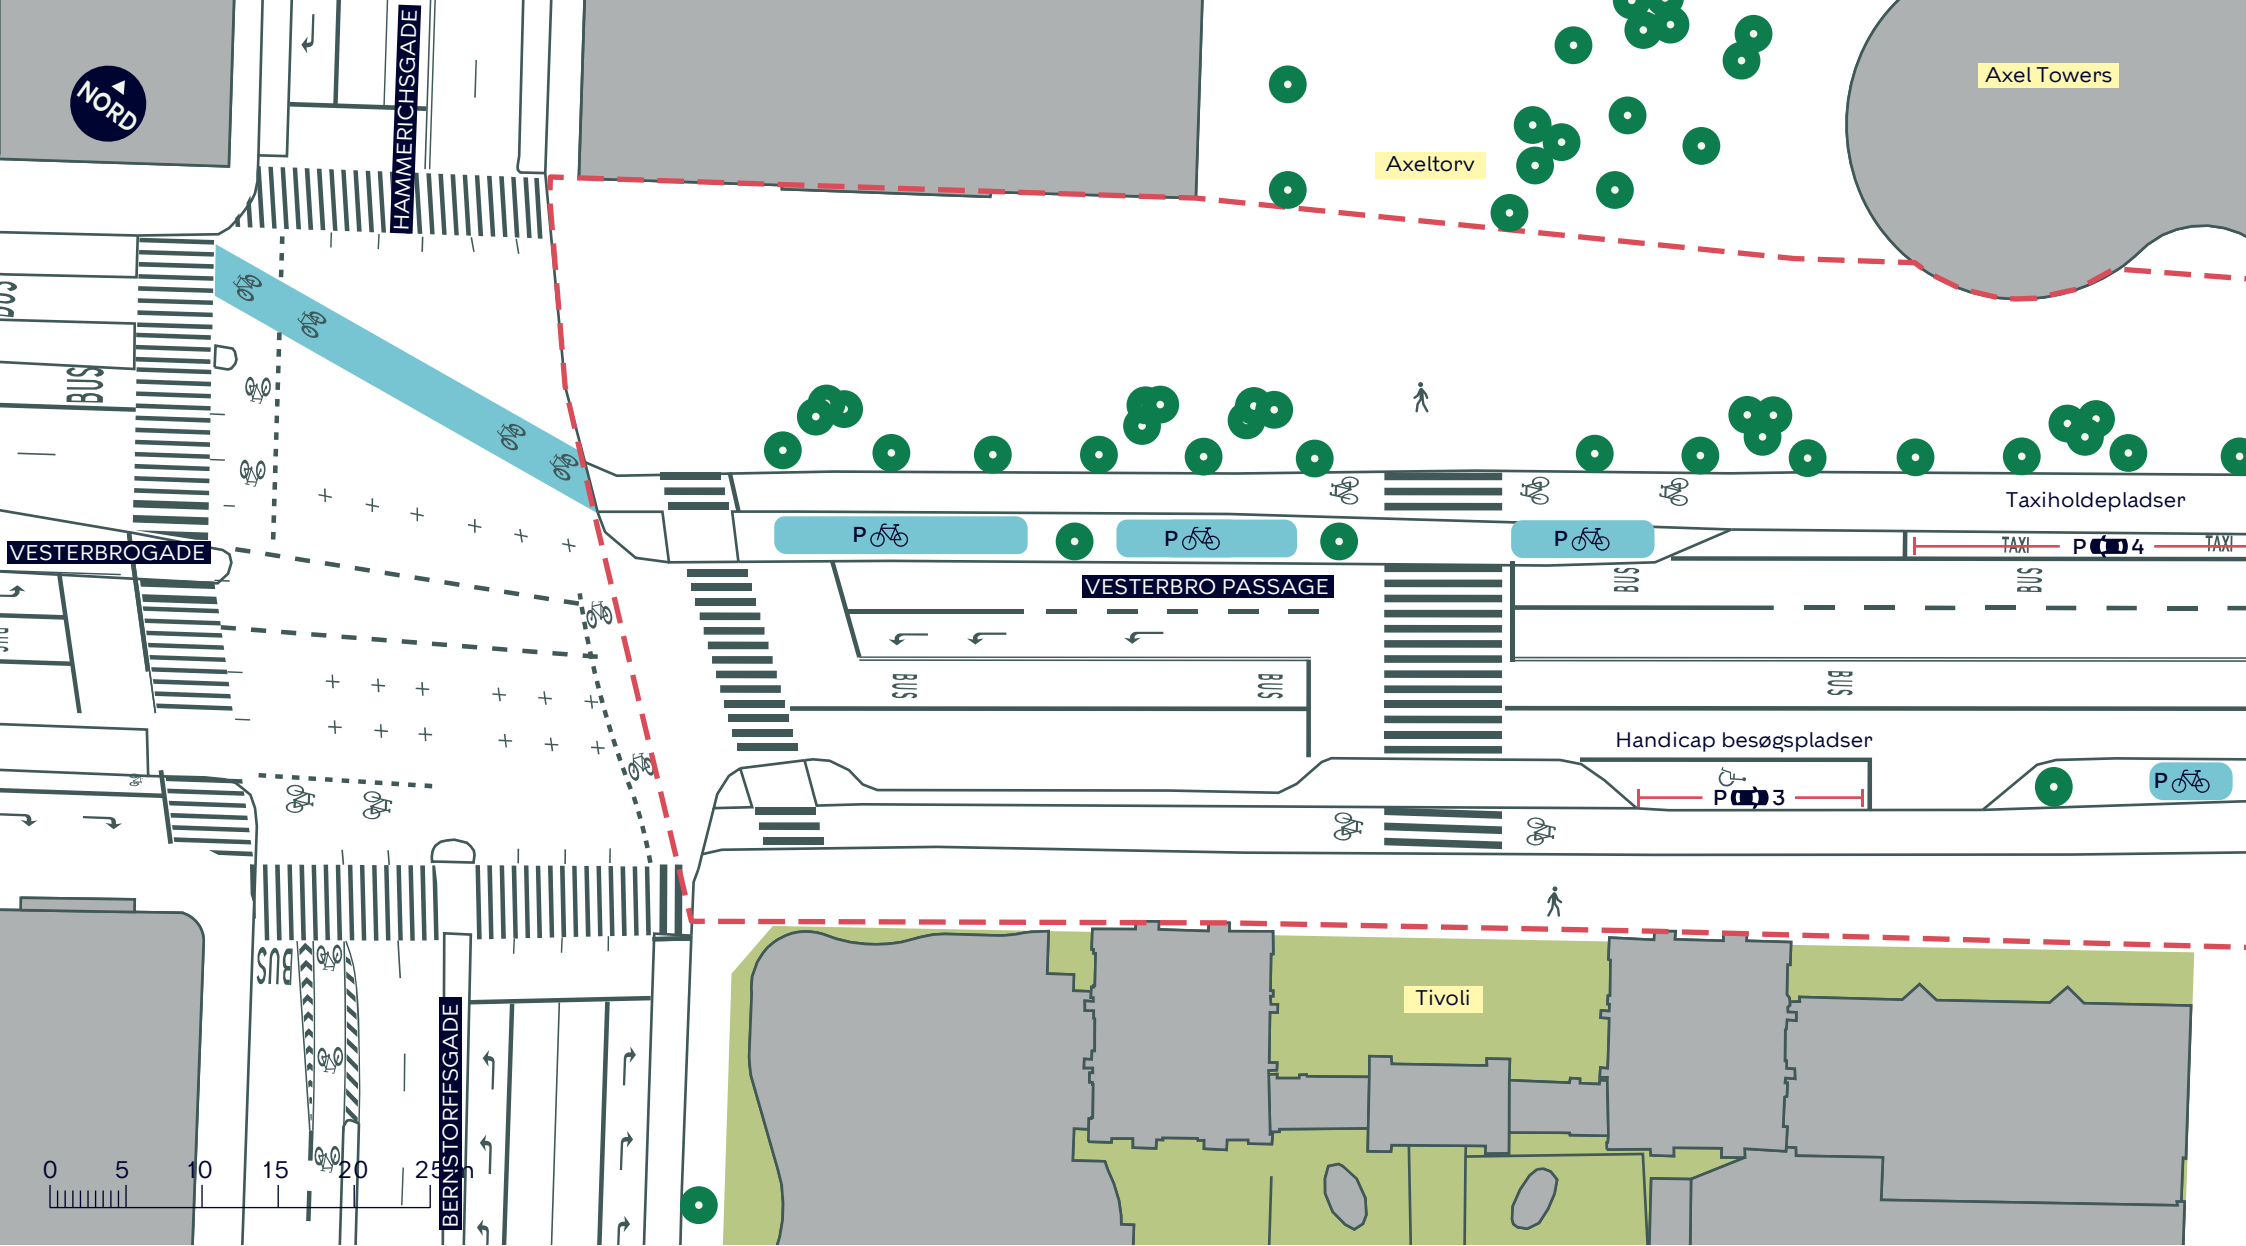 HAMMERICHSGADE
Axel Towers
NORD
Axeltorv
BUS
Taxiholdepladser
P
P
P
TAXI
P 4
TAXI
VESTERBROGADE
VESTERBRO PASSAGE
BUS
BUS
BUS
BUS
BUS
BUS
Handicap besøgspladser
P
P 3
BUS
Tivoli
BERNSTORFFSGADE
0 5 10 15 20 25 m